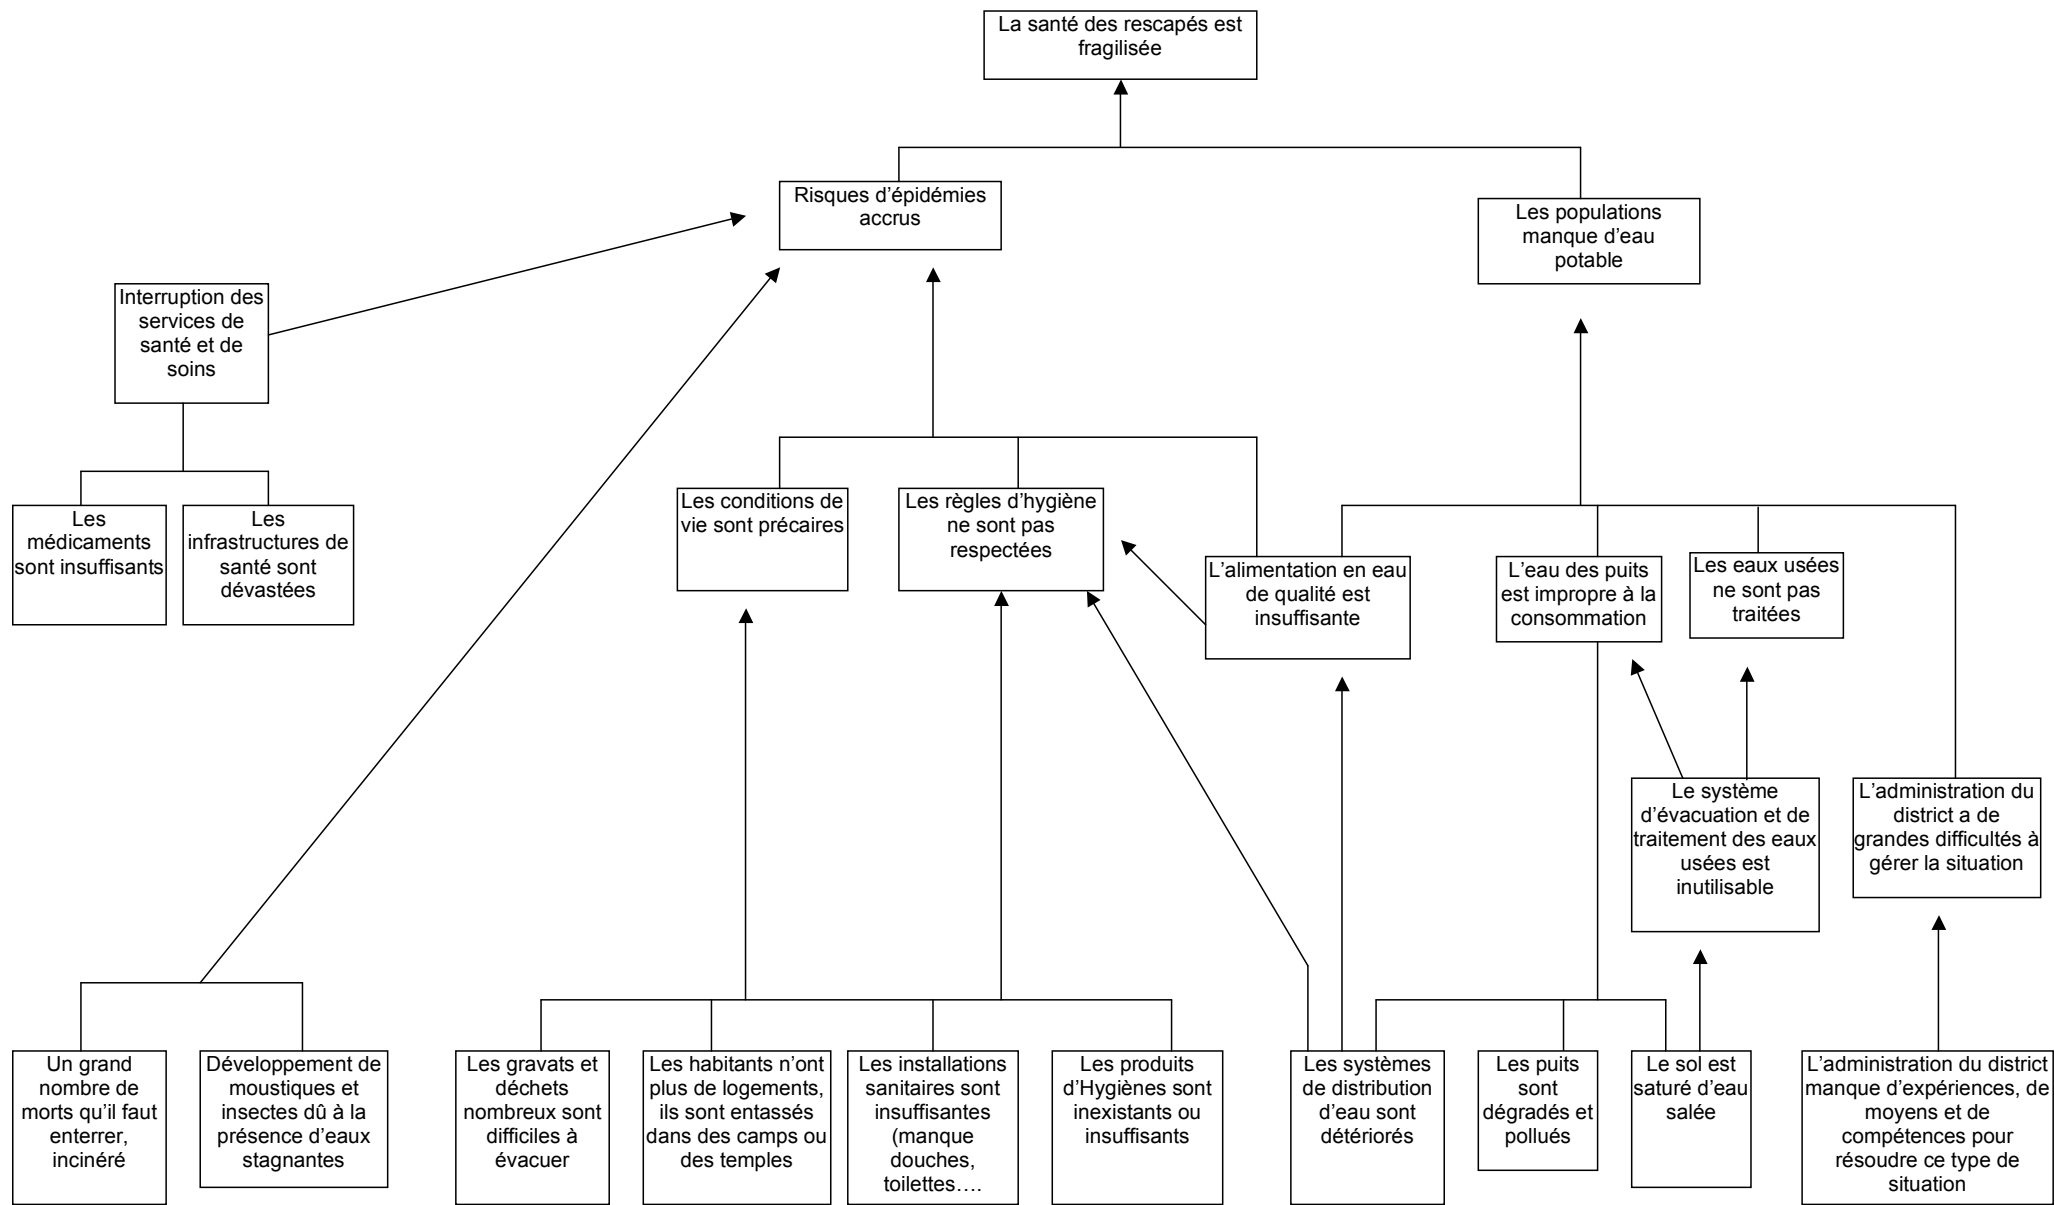 La santé des rescapés est
fragilisée
Risques d’épidémies
accrus
Les populations
manque d’eau
potable
Interruption des
services de
santé et de
soins
Les
médicaments
sont insuffisants
Les
infrastructures de
santé sont
dévastées
Les conditions de
vie sont précaires
Les règles d’hygiène
ne sont pas
respectées
L’alimentation en eau
de qualité est
insuffisante
L’eau des puits
est impropre à la
consommation
Les eaux usées
ne sont pas
traitées
Le système
d’évacuation et de
traitement des eaux
usées est
inutilisable
L’administration du
district a de
grandes difficultés à
gérer la situation
Un grand
nombre de
morts qu’il faut
enterrer,
incinéré
Développement de
moustiques et
insectes dû à la
présence d’eaux
stagnantes
Les gravats et
déchets
nombreux sont
difficiles à
évacuer
Les habitants n’ont
plus de logements,
ils sont entassés
dans des camps ou
des temples
Les installations
sanitaires sont
insuffisantes
(manque
douches,
toilettes….
Les produits
d’Hygiènes sont
inexistants ou
insuffisants
Les systèmes
de distribution
d’eau sont
détériorés
Les puits
sont
dégradés et
pollués
Le sol est
saturé d’eau
salée
L’administration du district
manque d’expériences, de
moyens et de
compétences pour
résoudre ce type de
situation